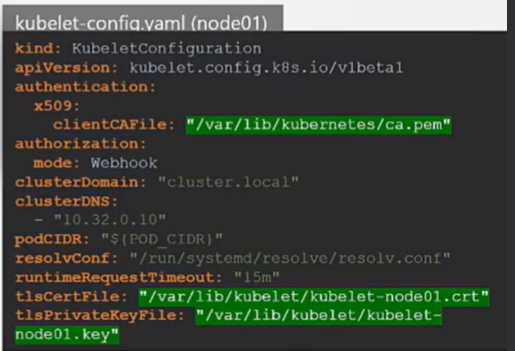 kubelet-config.yaml (node01)
kind: KubeletConfiguration
apiVersion: kubelet.config.k8s.io/v1beta1
authentication:
  x509:
    clientCAFile: "/var/lib/kubernetes/ca.pem"
authorization:
  mode: Webhook
clusterDomain: "cluster.local"
clusterDNS:
  - "10.32.0.10"
podCIDR: "${POD_CIDR}"
resolvConf: "/run/systemd/resolve/resolv.conf"
runtimeRequestTimeout: "15m"
tlsCertFile: "/var/lib/kubelet/kubelet-node01.crt"
tlsPrivateKeyFile: "/var/lib/kubelet/kubelet-
node01.key"